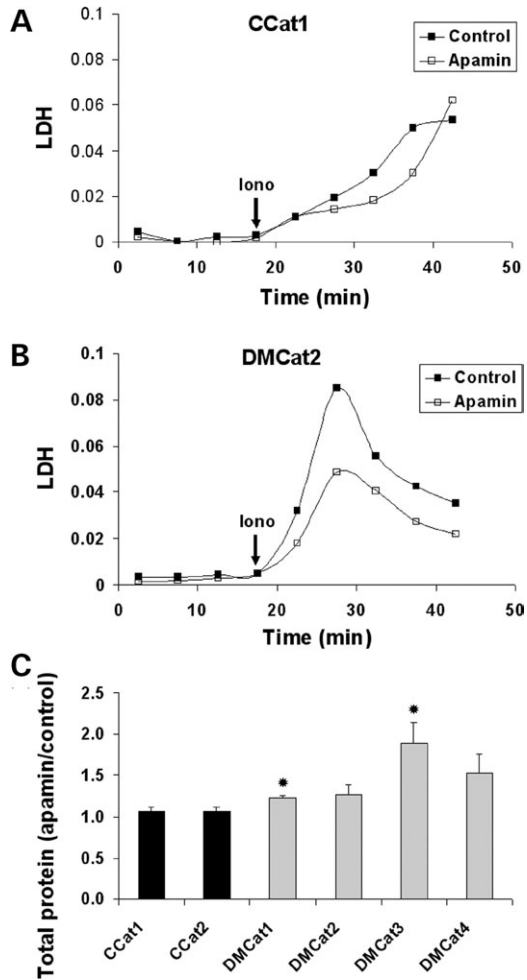 A
CCat1
Control
Apamin
0.1
0.08
0.06
0.04
0.02
0
LDH
Iono
0 10 20 30 40 50
Time (min)
B
DMCat2
Control
Apamin
0.1
0.08
0.06
0.04
0.02
0
LDH
Iono
0 10 20 30 40 50
Time (min)
C
2.5
2.0
1.5
1.0
0.5
0.0
Total protein (apamin/control)
* *
CCat1 CCat2 DMCat1 DMCat2 DMCat3 DMCat4